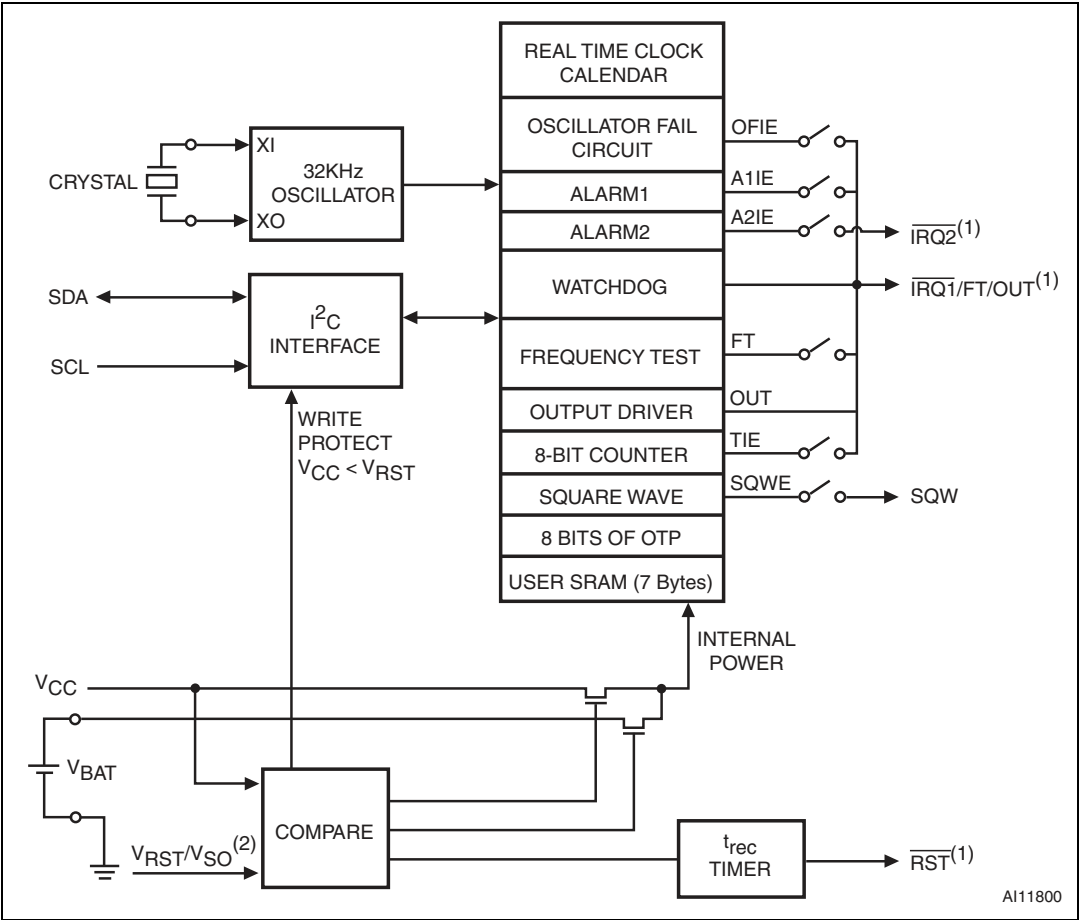 REAL TIME CLOCK
CALENDAR
OSCILLATOR FAIL
CIRCUIT
OFIE
ALARM1
A1IE
ALARM2
A2IE
IRQ2(1)
WATCHDOG
IRQ1/FT/OUT(1)
FREQUENCY TEST
FT
OUTPUT DRIVER
OUT
8-BIT COUNTER
TIE
SQUARE WAVE
SQWE
SQW
8 BITS OF OTP
USER SRAM (7 Bytes)
CRYSTAL
XI
32KHz
OSCILLATOR
XO
SDA
SCL
I2C
INTERFACE
WRITE
PROTECT
VCC < VRST
INTERNAL
POWER
VCC
VBAT
VRST/VSO(2)
COMPARE
trec
TIMER
RST(1)
AI11800